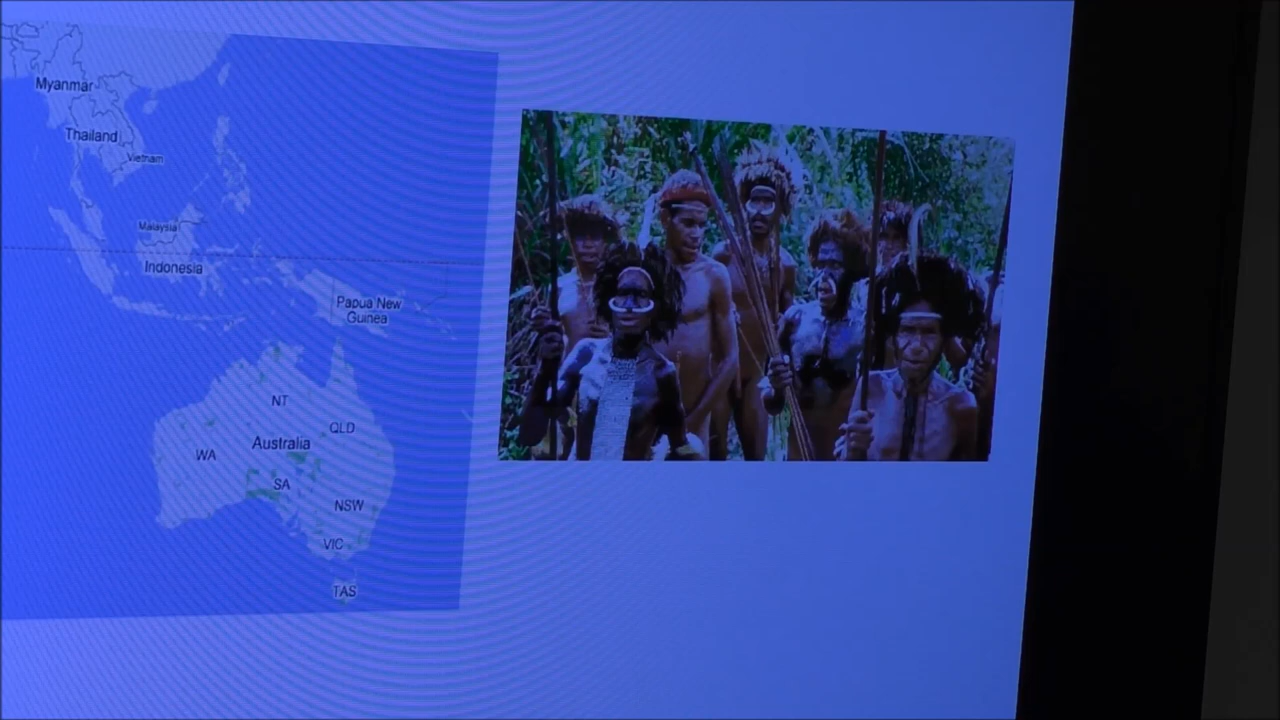 Myanmar
Thailand
Vietnam
Malaysia
Indonesia
Papua New
Guinea
NT
QLD
Australia
WA
SA
NSW
VIC
TAS